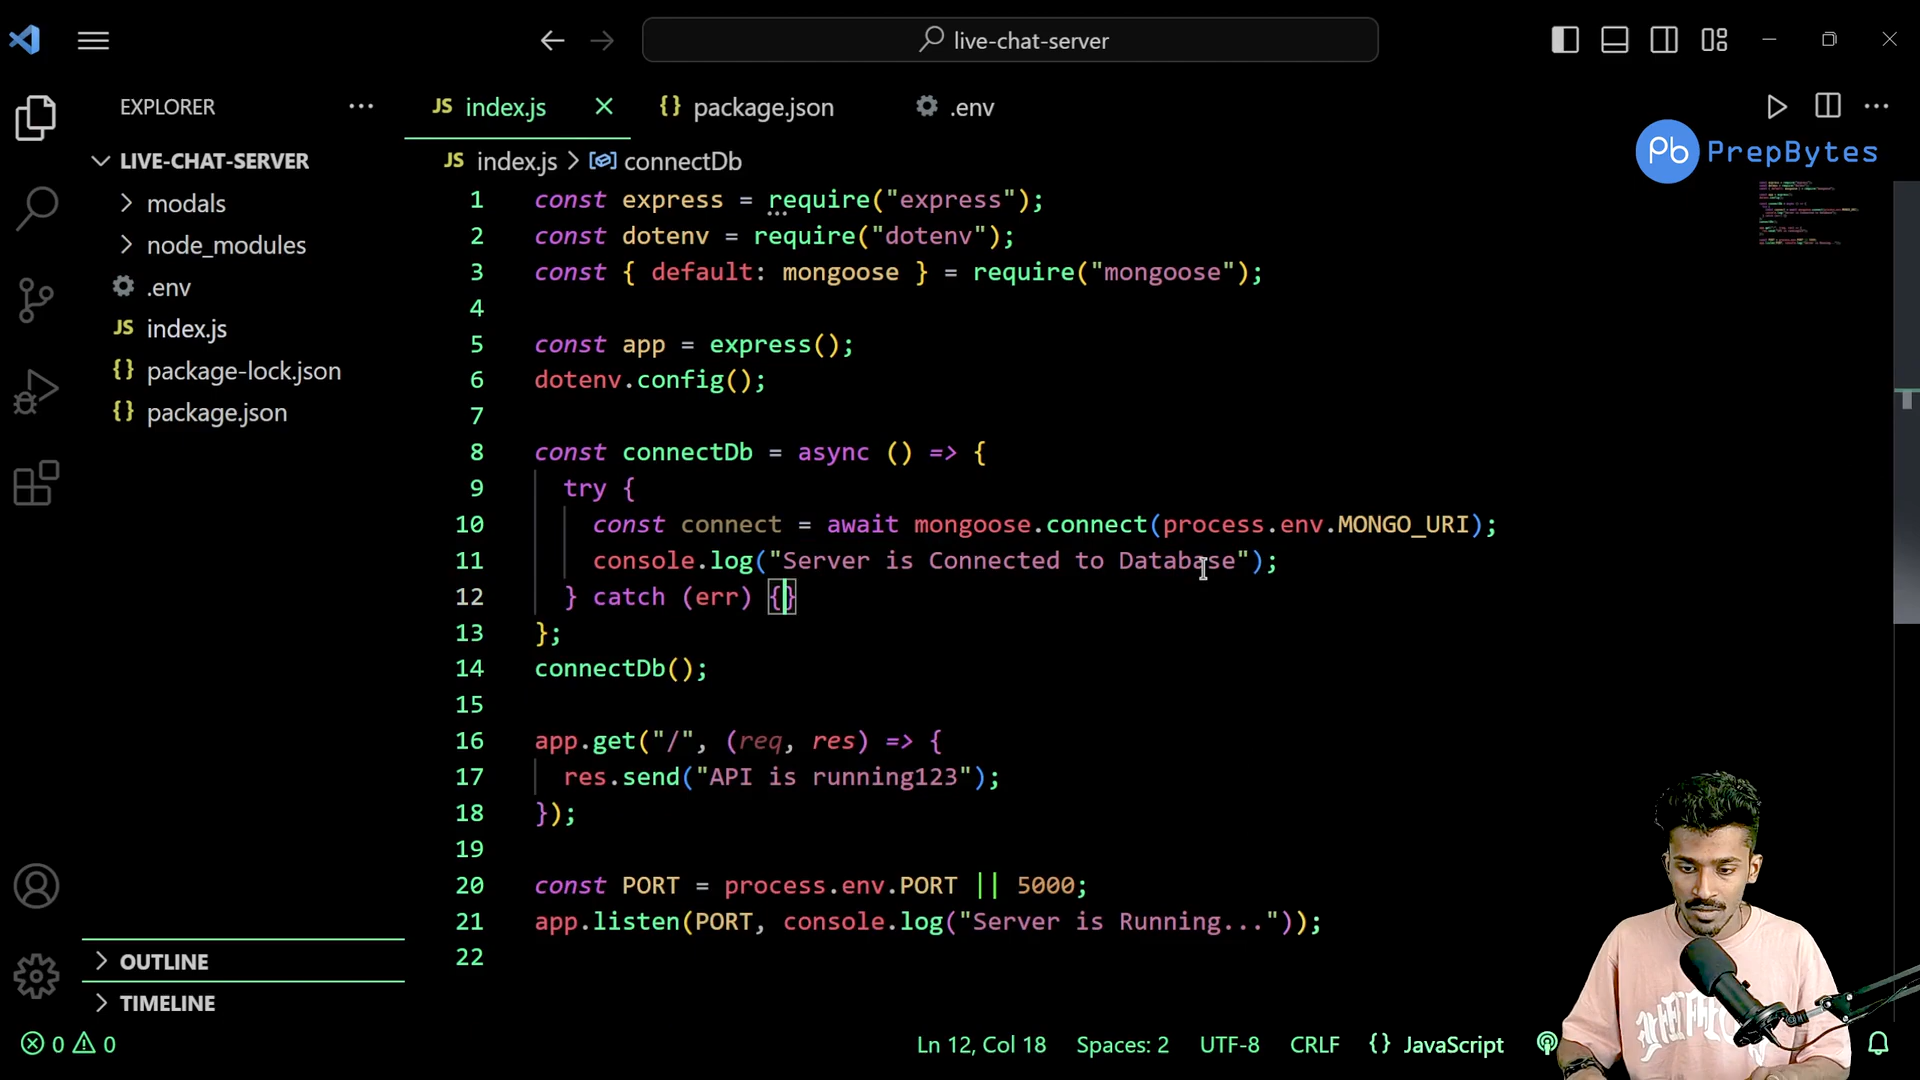 live-chat-server
EXPLORER
LIVE-CHAT-SERVER
modals
node_modules
.env
JS index.js
{} package-lock.json
{} package.json
OUTLINE
TIMELINE
JS index.js
{} package.json
.env
Pb PrepBytes
JS index.js > connectDb
1 const express = require("express");
2 const dotenv = require("dotenv");
3 const { default: mongoose } = require("mongoose");
4
5 const app = express();
6 dotenv.config();
7
8 const connectDb = async () => {
9 try {
10 const connect = await mongoose.connect(process.env.MONGO_URI);
11 console.log("Server is Connected to Database");
12 } catch (err) {}
13 };
14 connectDb();
15
16 app.get("/", (req, res) => {
17 res.send("API is running123");
18 });
19
20 const PORT = process.env.PORT || 5000;
21 app.listen(PORT, console.log("Server is Running..."));
22
0 0
Ln 12, Col 18 Spaces: 2 UTF-8 CRLF {} JavaScript